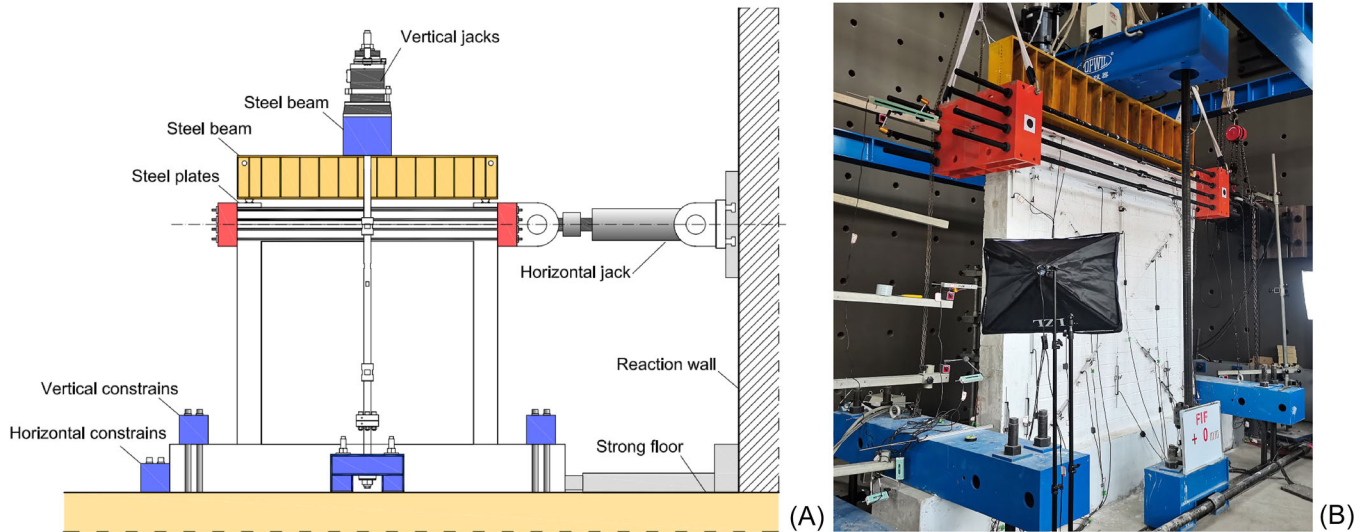 Vertical jacks
Steel beam
Steel beam
Steel plates
Horizontal jack
Reaction wall
Vertical constrains
Horizontal constrains
Strong floor
(A)
FIF
+ 0 mm
(B)